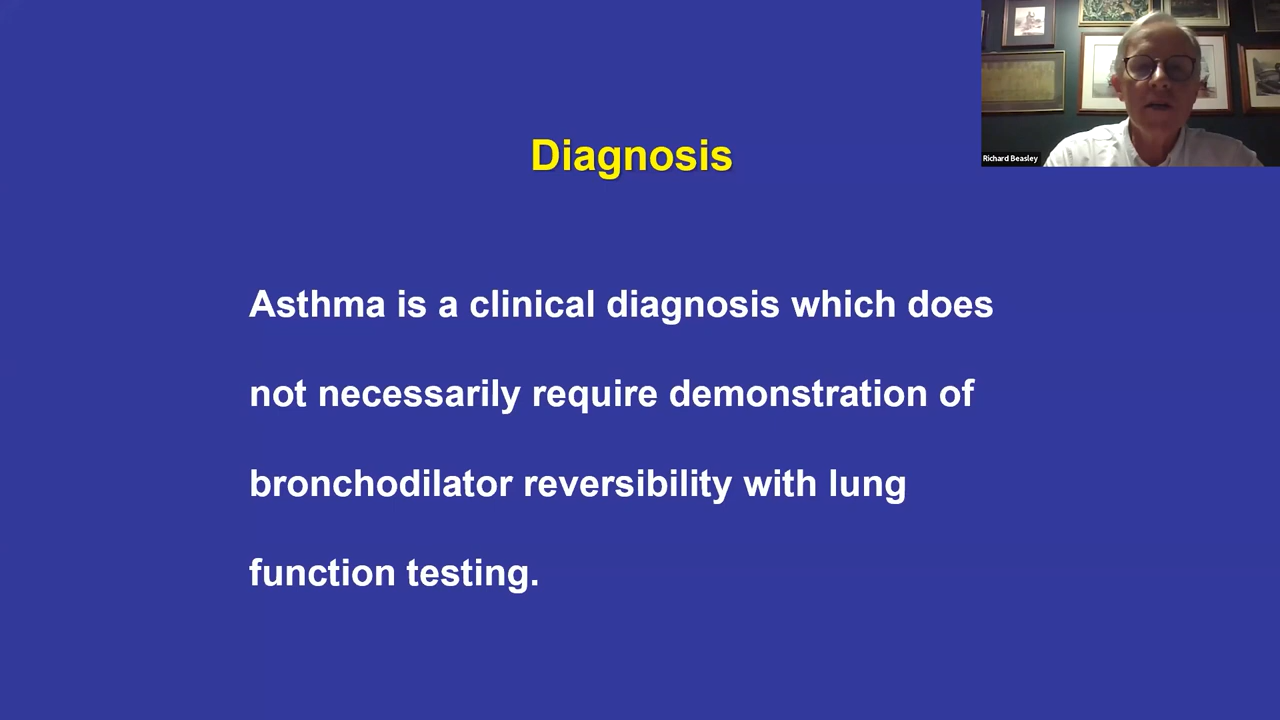 Diagnosis
Richard Beasley
Asthma is a clinical diagnosis which does
not necessarily require demonstration of
bronchodilator reversibility with lung
function testing.